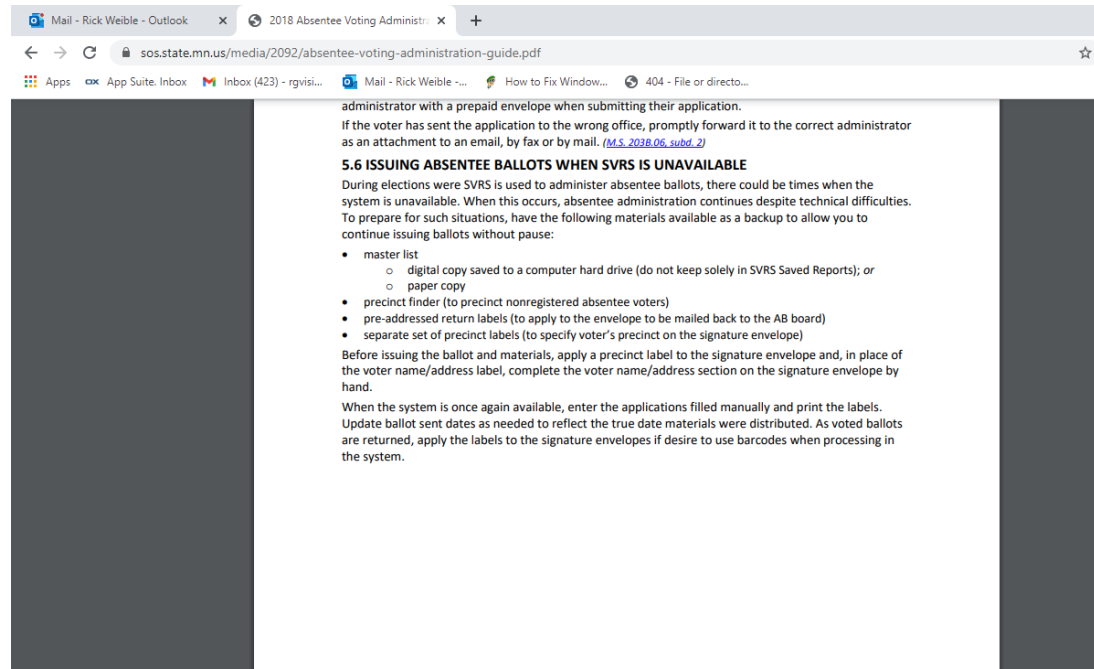 Mail - Rick Weible - Outlook
2018 Absentee Voting Administr
sos.state.mn.us/media/2092/absentee-voting-administration-guide.pdf
Apps App Suite. Inbox Inbox (423) - rgvisi... Mail - Rick Weible -... How to Fix Window... 404 - File or directo...
administrator with a prepaid envelope when submitting their application.
If the voter has sent the application to the wrong office, promptly forward it to the correct administrator
as an attachment to an email, by fax or by mail. (M.S. 203B.06, subd. 2)
5.6 ISSUING ABSENTEE BALLOTS WHEN SVRS IS UNAVAILABLE
During elections were SVRS is used to administer absentee ballots, there could be times when the
system is unavailable. When this occurs, absentee administration continues despite technical difficulties.
To prepare for such situations, have the following materials available as a backup to allow you to
continue issuing ballots without pause:
• master list
o digital copy saved to a computer hard drive (do not keep solely in SVRS Saved Reports); or
o paper copy
• precinct finder (to precinct nonregistered absentee voters)
• pre-addressed return labels (to apply to the envelope to be mailed back to the AB board)
• separate set of precinct labels (to specify voter's precinct on the signature envelope)
Before issuing the ballot and materials, apply a precinct label to the signature envelope and, in place of
the voter name/address label, complete the voter name/address section on the signature envelope by
hand.
When the system is once again available, enter the applications filled manually and print the labels.
Update ballot sent dates as needed to reflect the true date materials were distributed. As voted ballots
are returned, apply the labels to the signature envelopes if desire to use barcodes when processing in
the system.